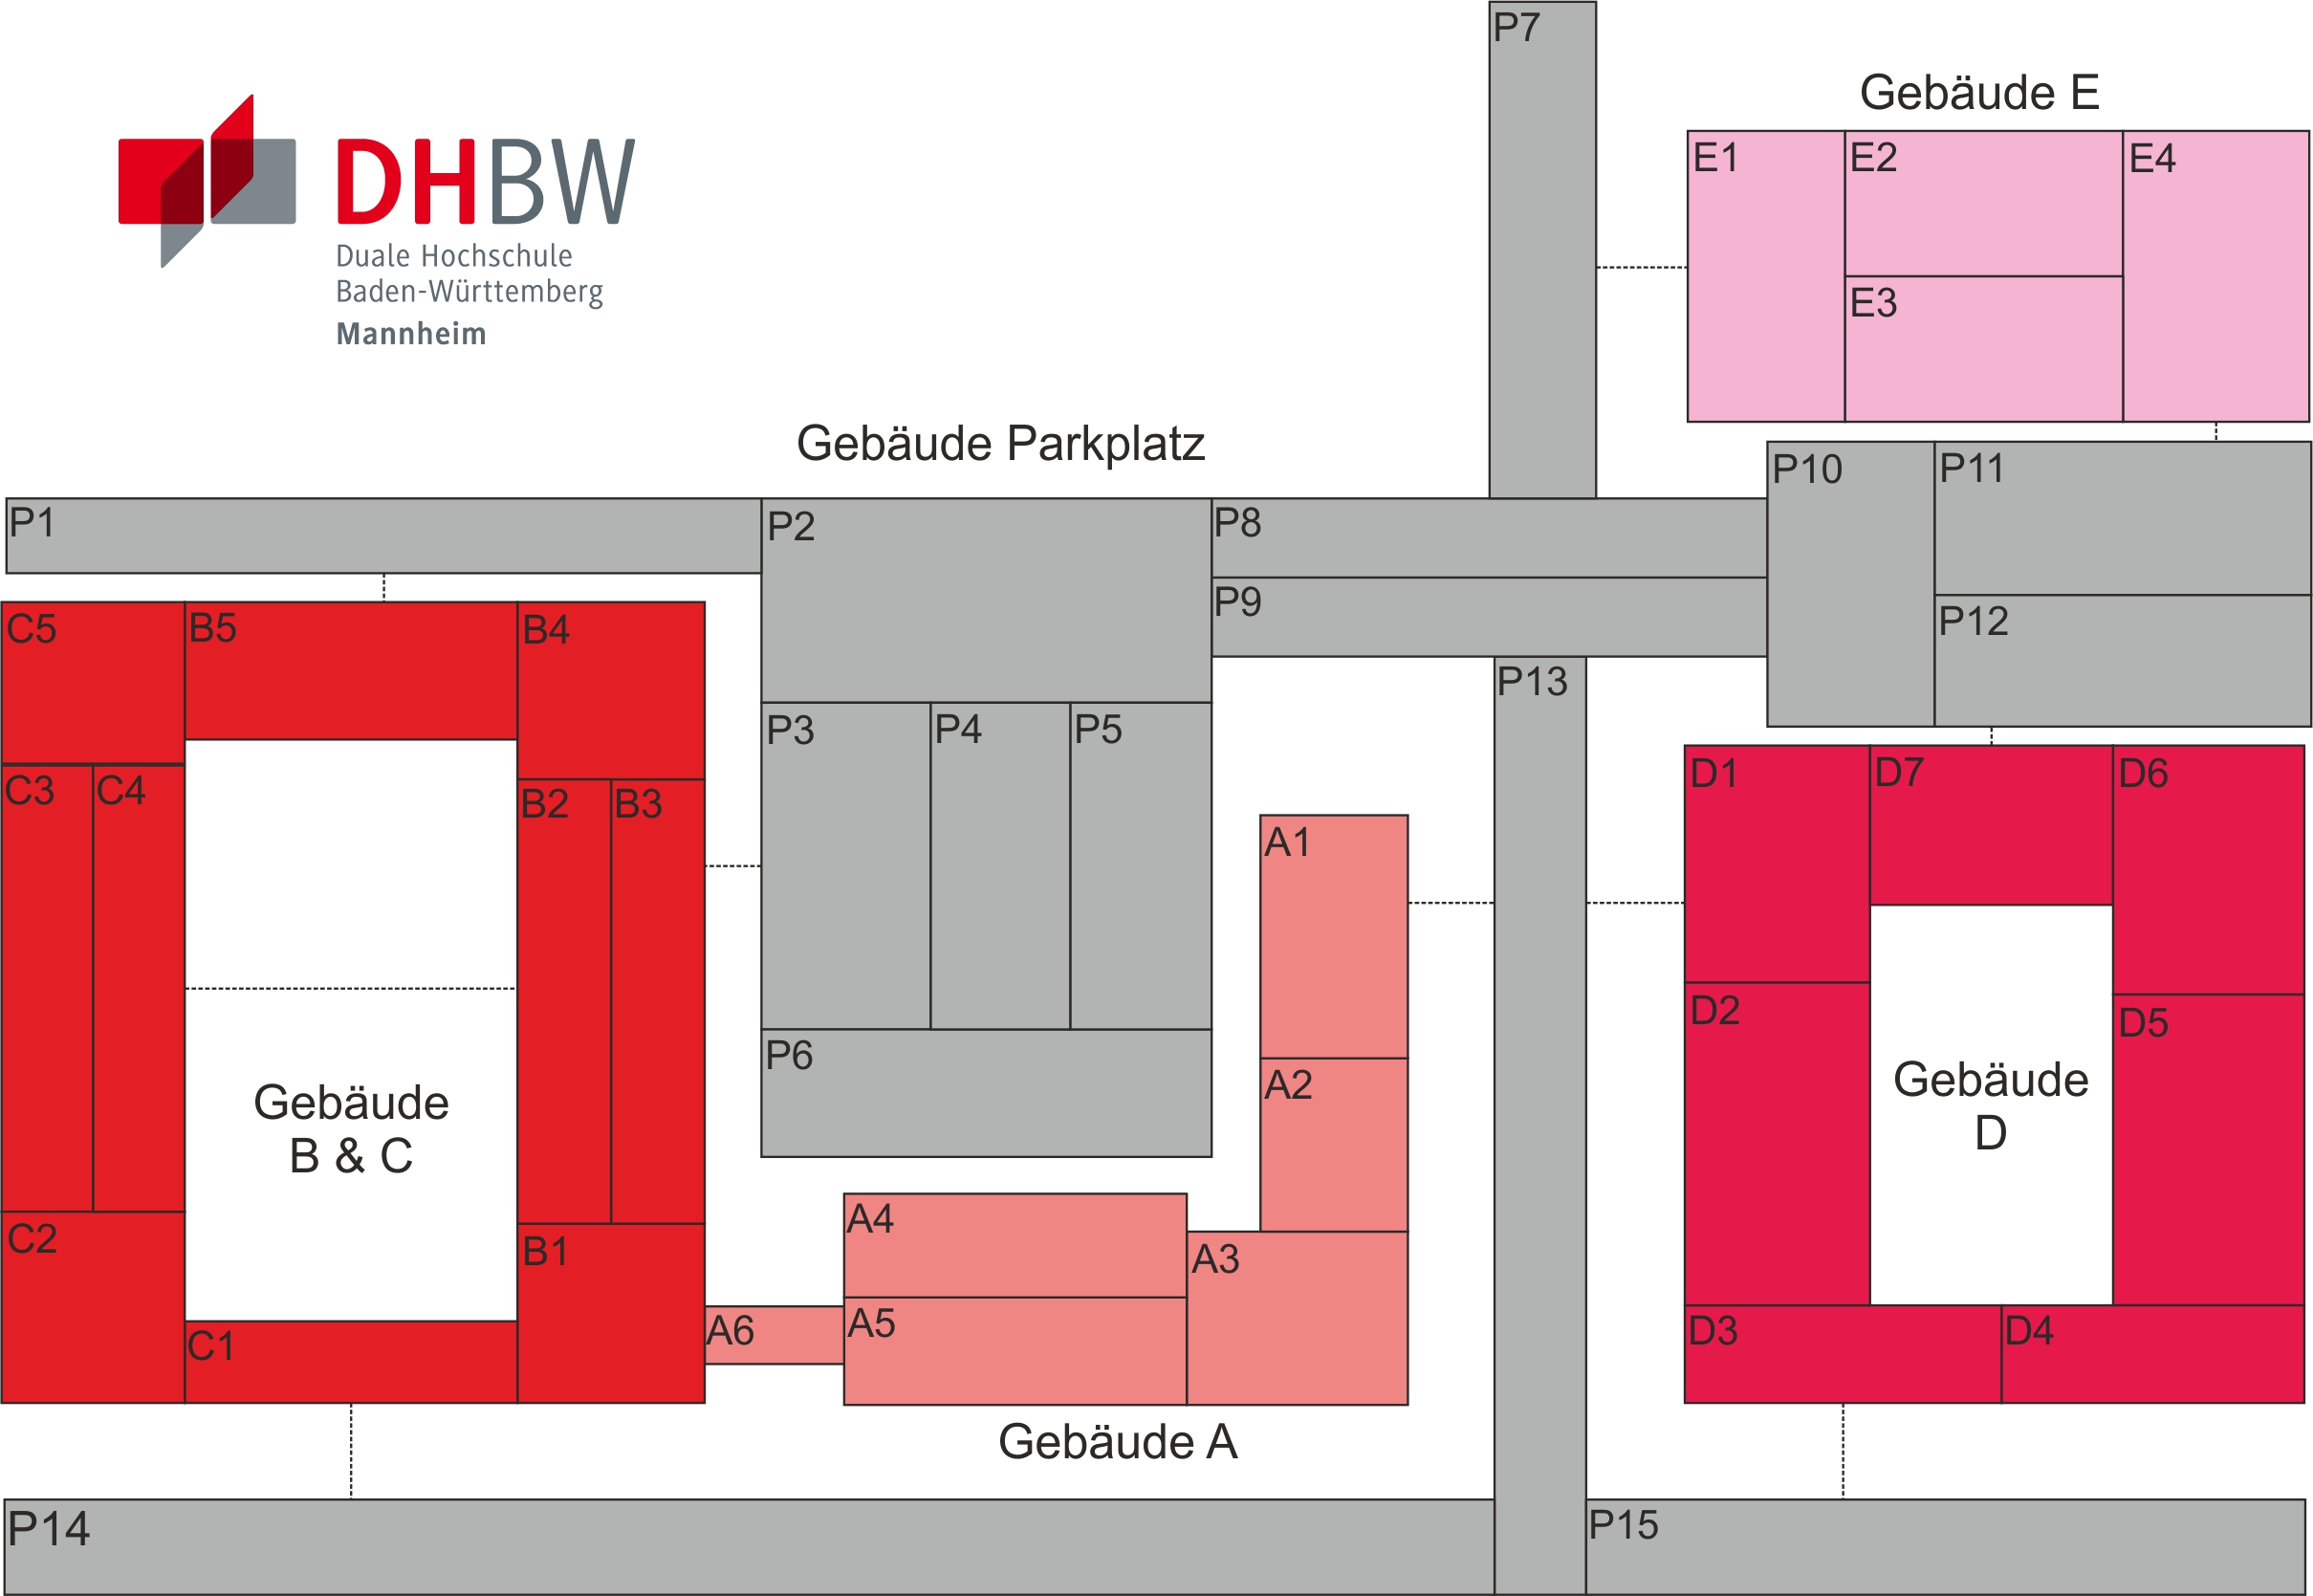 P7
Gebäude E
E1
E2
E4
DHBW
Duale Hochschule
Baden-Württemberg
Mannheim
E3
Gebäude Parkplatz
P10
P11
P1
P2
P8
P9
P12
C5
B5
B4
P13
P3
P4
P5
D1
D7
D6
C3
C4
B2
B3
A1
D2
D5
P6
A2
Gebäude
B & C
Gebäude
D
C2
B1
A4
A3
A5
A6
C1
D3
D4
Gebäude A
P14
P15